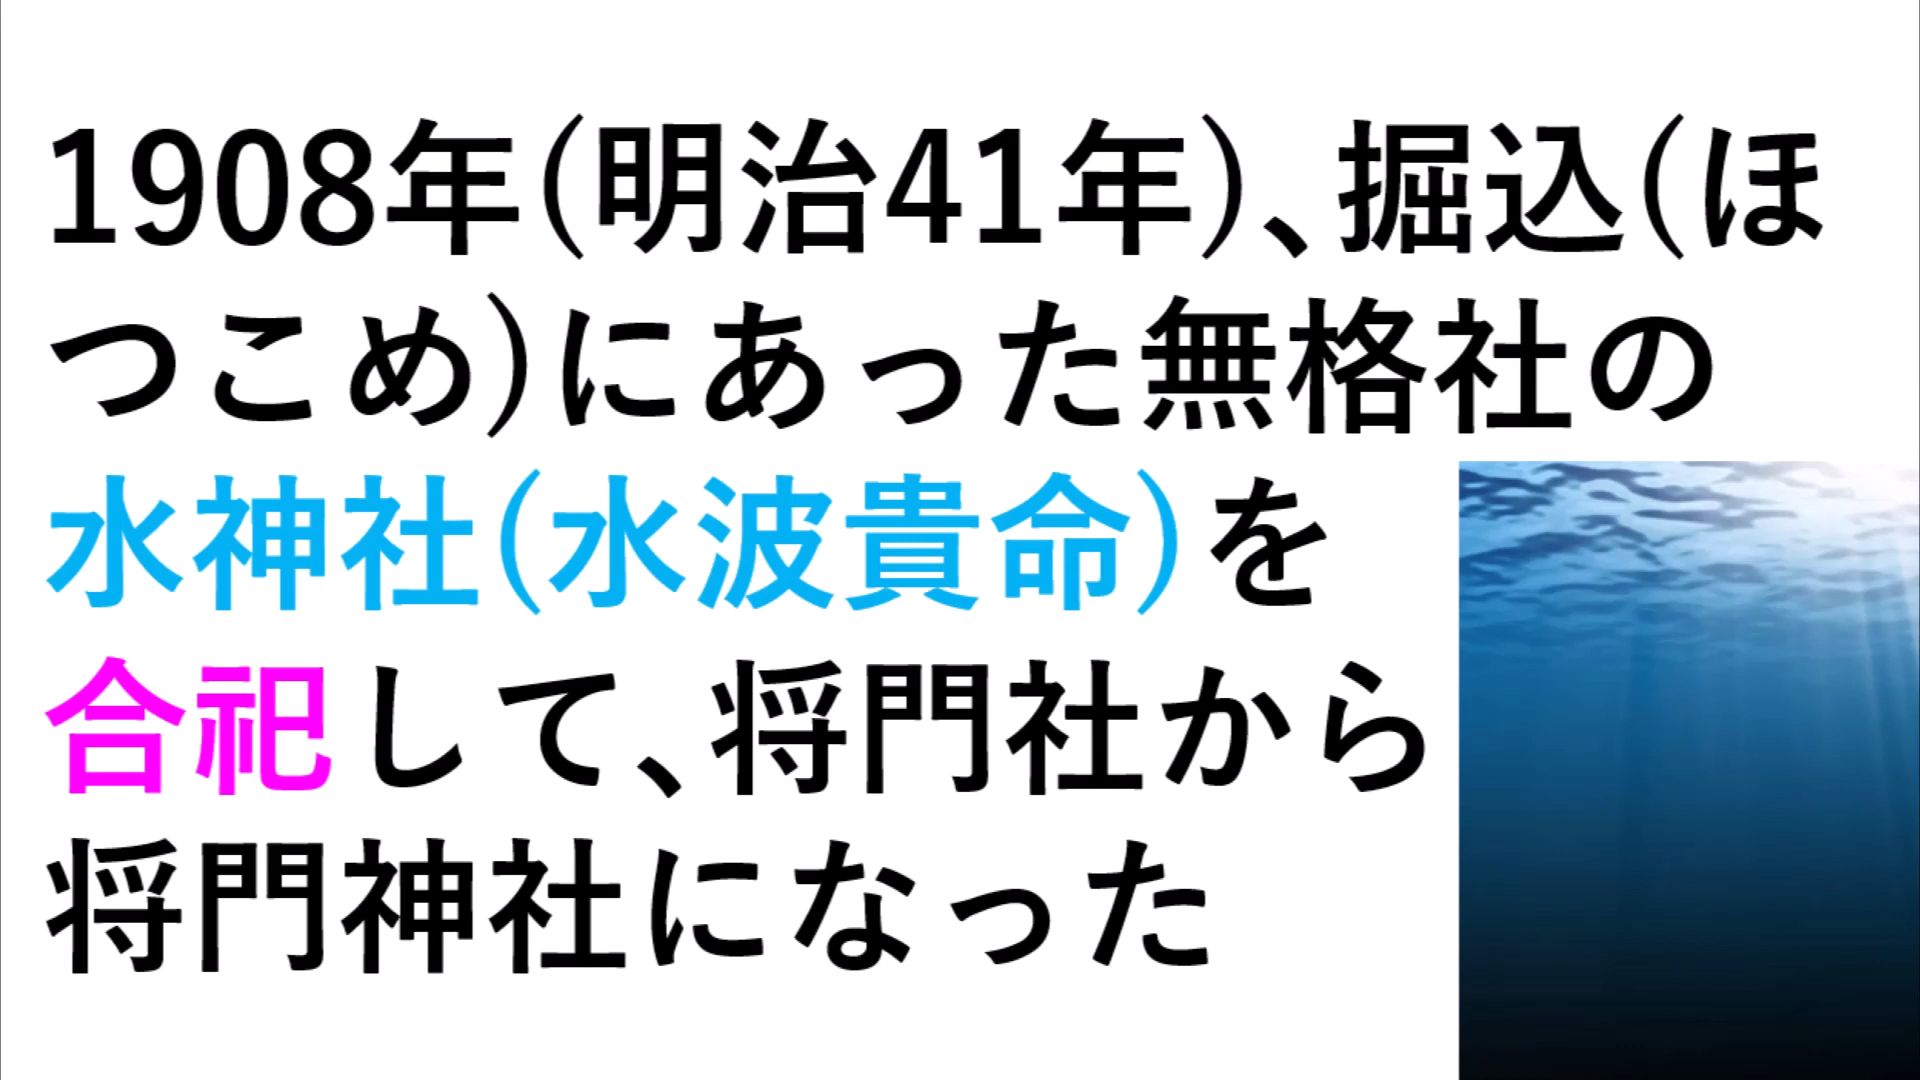 1908年(明治41年)、掘込(ほ
つこめ)にあった無格社の
水神社(水波貴命)を
合祀して、将門社から
将門神社になった